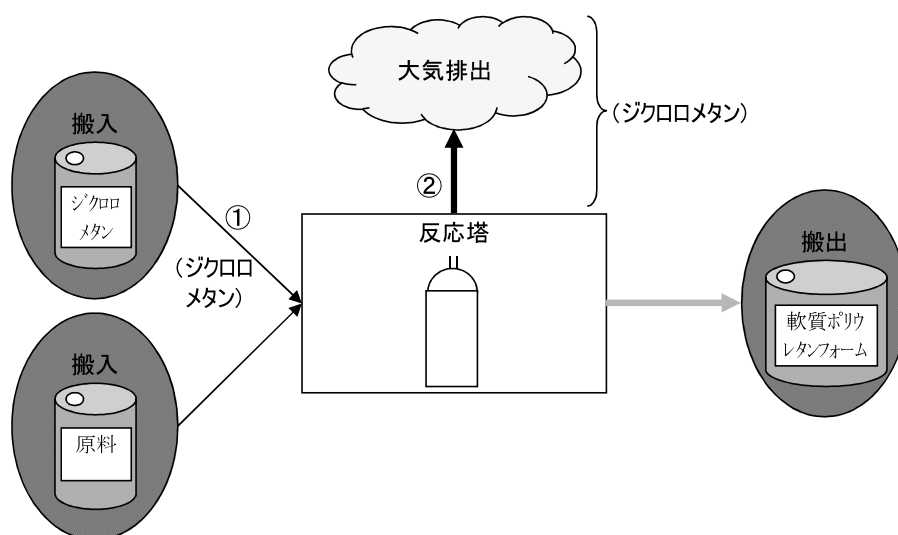 大気排出
(ジクロロメタン)
搬入
ジクロロ
メタン
①
(ジクロロ
メタン)
②
反応塔
搬出
軟質ポリウ
レタンフォーム
搬入
原料